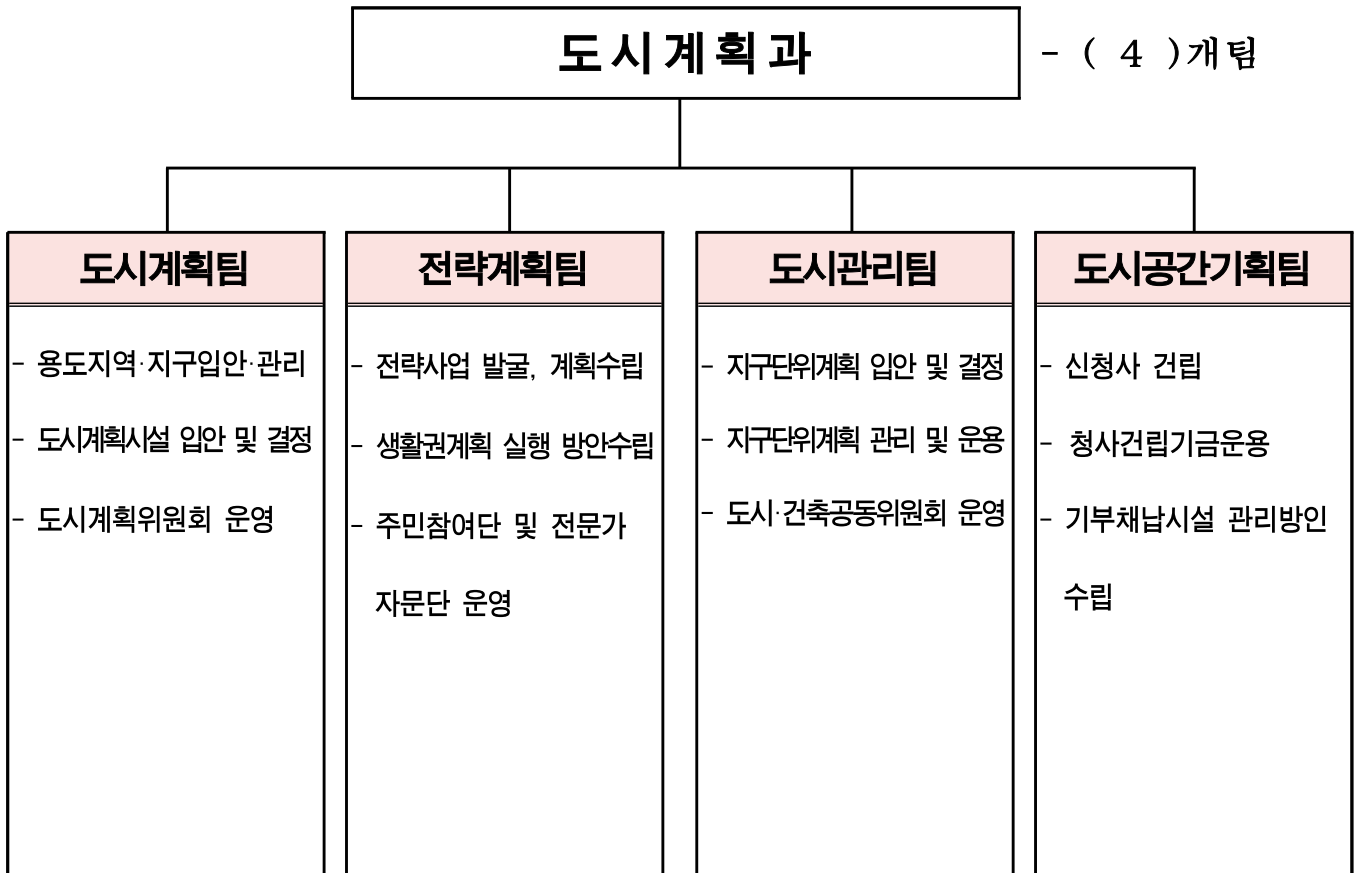 도시계획과
- ( 4 )개팀
도시계획팀
- 용도지역·지구입안·관리
- 도시계획시설 입안 및 결정
- 도시계획위원회 운영
전략계획팀
- 전략사업 발굴, 계획수립
- 생활권계획 실행 방안수립
- 주민참여단 및 전문가
자문단 운영
도시관리팀
- 지구단위계획 입안 및 결정
- 지구단위계획 관리 및 운용
- 도시·건축공동위원회 운영
도시공간기획팀
- 신청사 건립
- 청사건립기금운용
- 기부채납시설 관리방인
수립